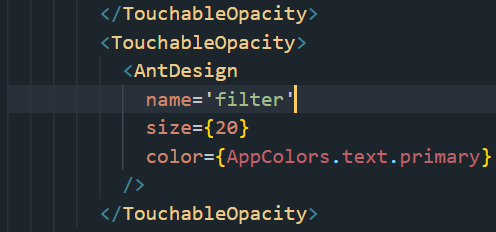 </TouchableOpacity>
<TouchableOpacity>
<AntDesign
name='filter'
size={20}
color={AppColors.text.primary}
/>
</TouchableOpacity>